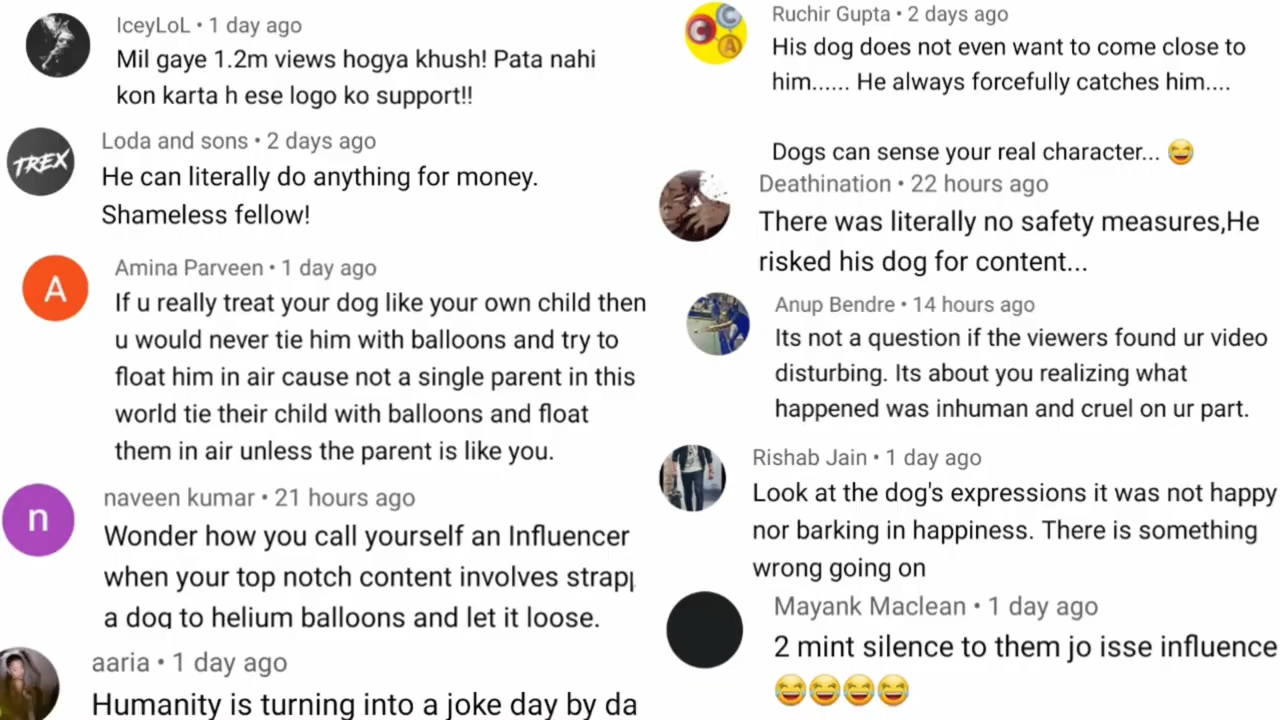 IceyLoL • 1 day ago
Mil gaye 1.2m views hogya khush! Pata nahi
kon karta h ese logo ko support!!
TREX
Loda and sons • 2 days ago
He can literally do anything for money.
Shameless fellow!
A
Amina Parveen • 1 day ago
If u really treat your dog like your own child then
u would never tie him with balloons and try to
float him in air cause not a single parent in this
world tie their child with balloons and float
them in air unless the parent is like you.
n
naveen kumar • 21 hours ago
Wonder how you call yourself an Influencer
when your top notch content involves strapp
a dog to helium balloons and let it loose.
aaria • 1 day ago
Humanity is turning into a joke day by da
C C A
Ruchir Gupta • 2 days ago
His dog does not even want to come close to
him...... He always forcefully catches him....
Dogs can sense your real character... 😂
Deathination • 22 hours ago
There was literally no safety measures,He
risked his dog for content...
Anup Bendre • 14 hours ago
Its not a question if the viewers found ur video
disturbing. Its about you realizing what
happened was inhuman and cruel on ur part.
Rishab Jain • 1 day ago
Look at the dog's expressions it was not happy
nor barking in happiness. There is something
wrong going on
Mayank Maclean • 1 day ago
2 mint silence to them jo isse influence
😂😂😂😂